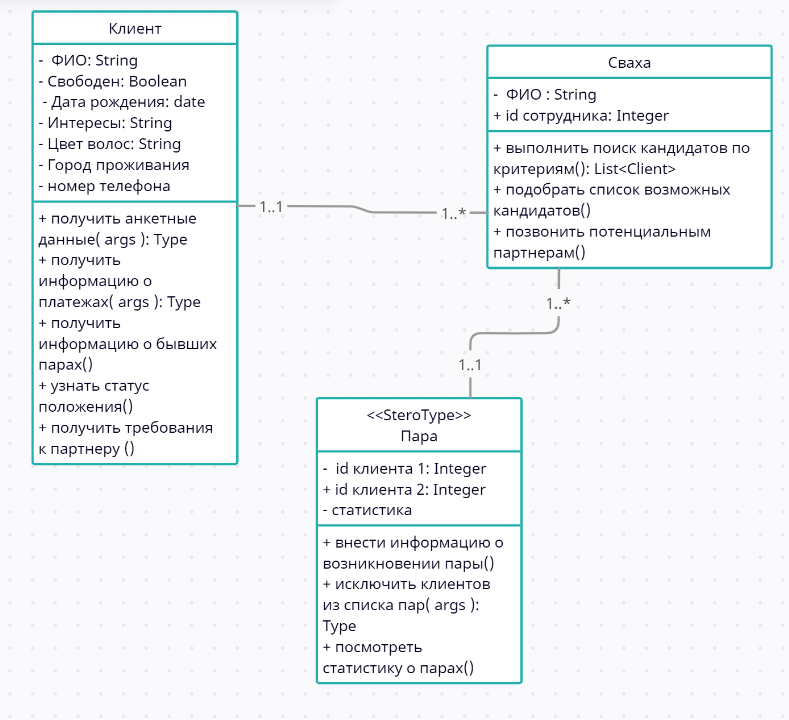 Клиент
- ФИО: String
- Свободен: Boolean
- Дата рождения: date
- Интересы: String
- Цвет волос: String
- Город проживания
- номер телефона
+ получить анкетные
данные( args ): Type
+ получить
информацию о
платежах( args ): Type
+ получить
информацию о бывших
парах()
+ узнать статус
положения()
+ получить требования
к партнеру ()
1..1
1..*
Сваха
- ФИО : String
+ id сотрудника: Integer
+ выполнить поиск кандидатов по
критериям(): List<Client>
+ подобрать список возможных
кандидатов()
+ позвонить потенциальным
партнерам()
1..*
1..1
<<SteroType>>
Пара
- id клиента 1: Integer
+ id клиента 2: Integer
- статистика
+ внести информацию о
возникновении пары()
+ исключить клиентов
из списка пар( args ):
Type
+ посмотреть
статистику о парах()